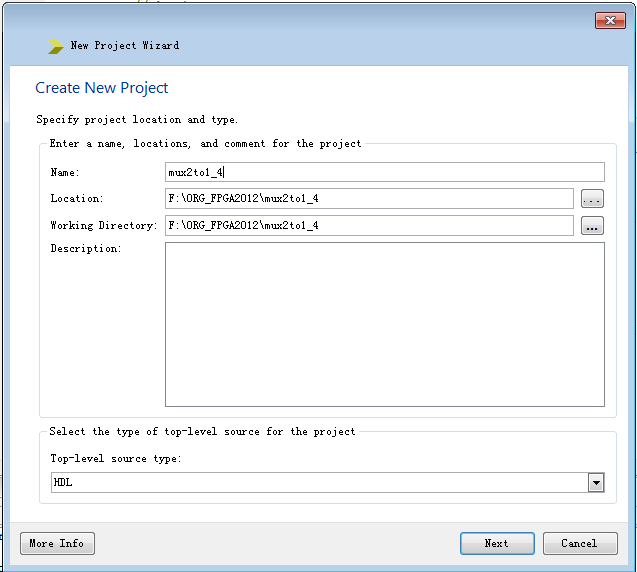 New Project Wizard
Create New Project
Specify project location and type.
Enter a name, locations, and comment for the project
Name:
mux2to1_4
Location:
F:\ORG_FPGA2012\mux2to1_4
...
Working Directory:
F:\ORG_FPGA2012\mux2to1_4
...
Description:
Select the type of top-level source for the project
Top-level source type:
HDL
More Info
Next
Cancel